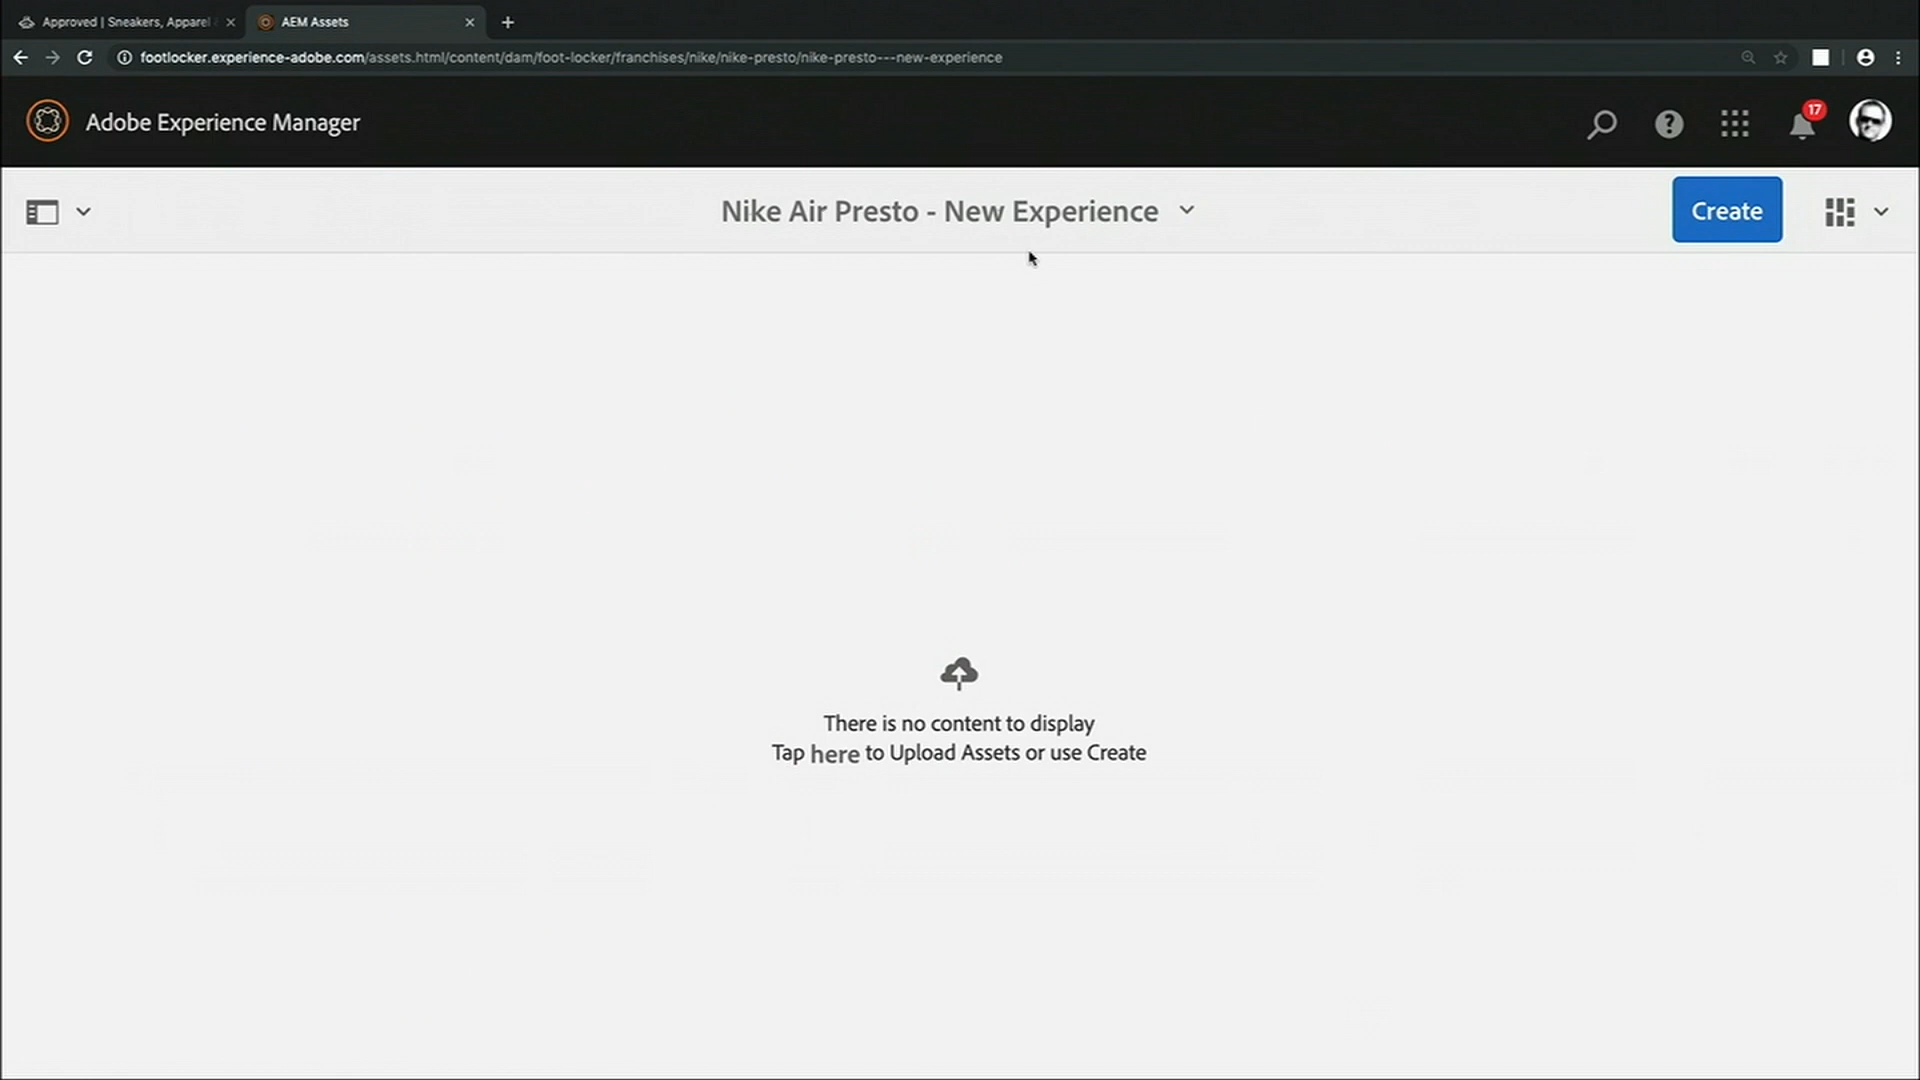 Approved | Sneakers, Apparel
AEM Assets
footlocker.experience-adobe.com/assets.html/content/dam/foot-locker/franchises/nike/nike-presto/nike-presto---new-experience
Adobe Experience Manager
17
Nike Air Presto - New Experience
Create
There is no content to display
Tap here to Upload Assets or use Create